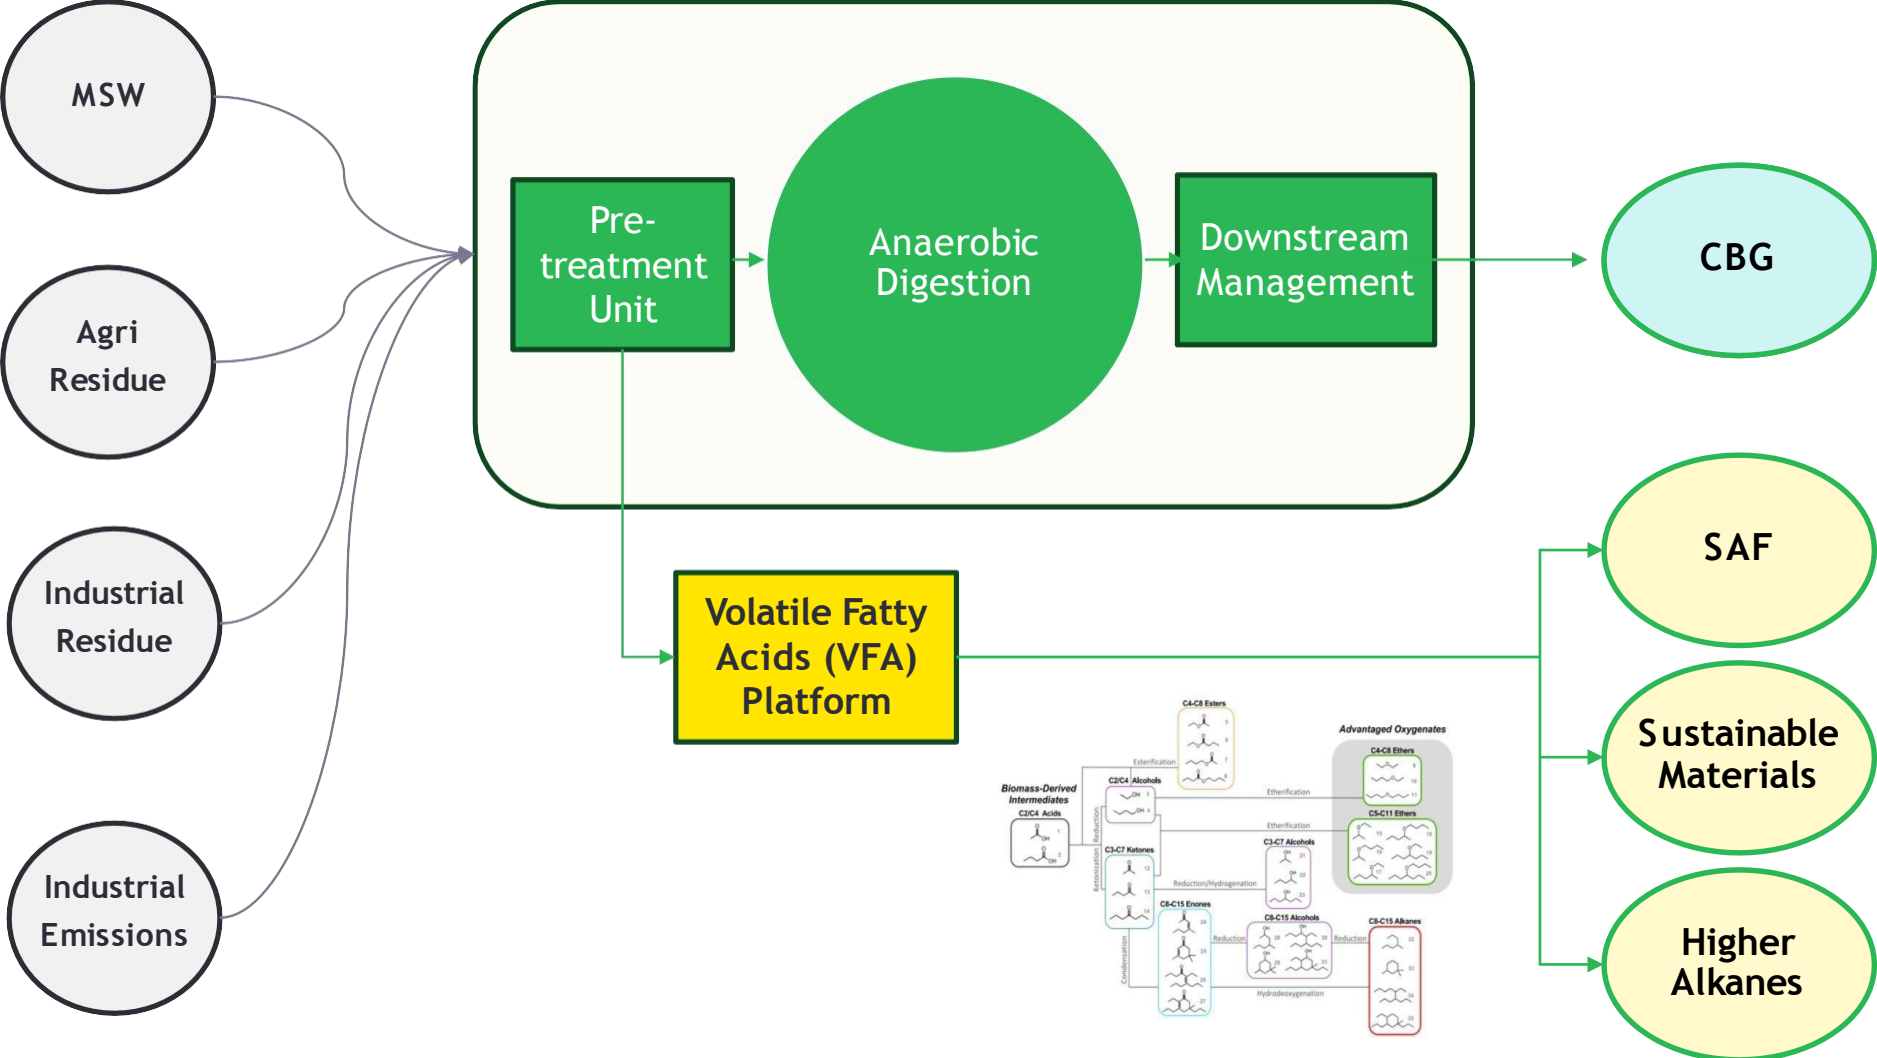 MSW
Agri
Residue
Industrial
Residue
Industrial
Emissions
Pre-
treatment
Unit
Anaerobic
Digestion
Downstream
Management
CBG
Volatile Fatty
Acids (VFA)
Platform
SAF
Sustainable
Materials
Higher
Alkanes
Biomass-Derived
Intermediates
C2/C4 Acids
C4-C8 Esters
Esterification
C2/C4 Alcohols
Reduction
Ketonization
C3-C7 Ketones
Etherification
Etherification
Advantaged Oxygenates
C4-C8 Ethers
C5-C11 Ethers
C3-C7 Alcohols
Reduction/Hydrogenation
C8-C15 Enones
Condensation
Reduction
C8-C15 Alcohols
Reduction
C8-C15 Alkanes
Hydrodeoxygenation